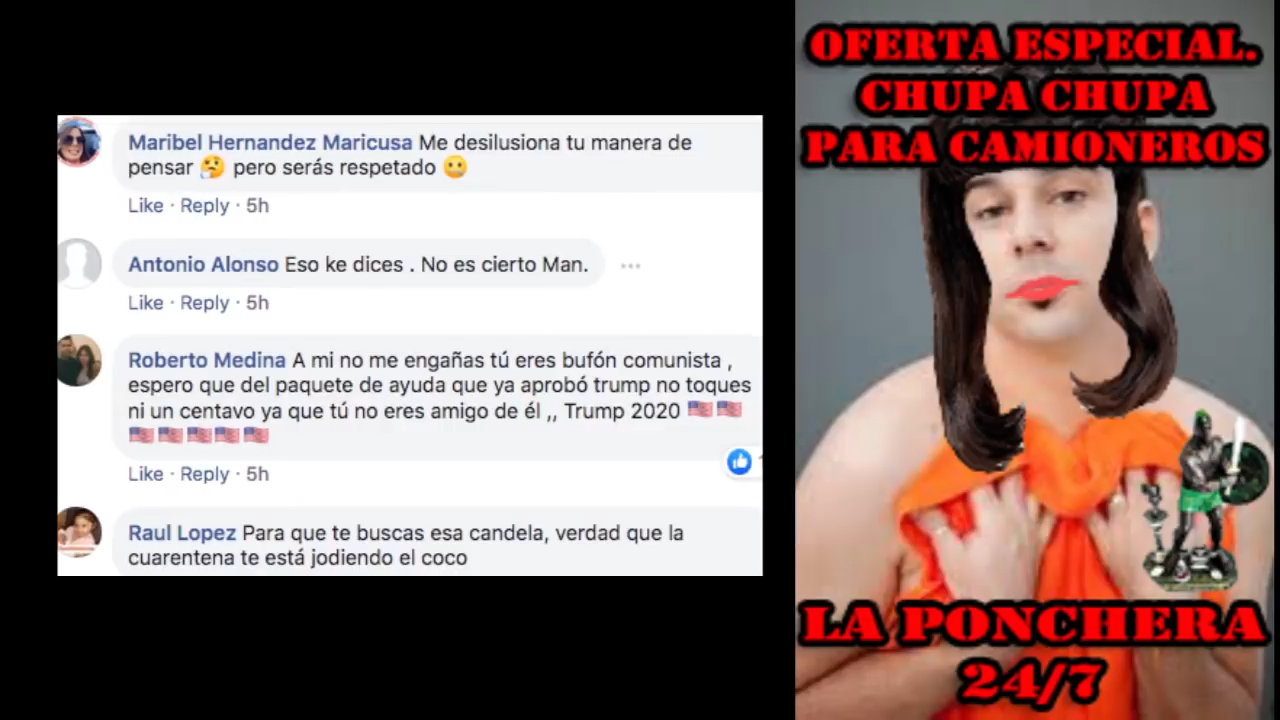 Maribel Hernandez Maricusa Me desilusiona tu manera de
pensar 🤔 pero serás respetado 😬
Like · Reply · 5h
Antonio Alonso Eso ke dices . No es cierto Man.
Like · Reply · 5h
Roberto Medina A mi no me engañas tú eres bufón comunista ,
espero que del paquete de ayuda que ya aprobó trump no toques
ni un centavo ya que tú no eres amigo de él ,, Trump 2020 🇺🇸🇺🇸
🇺🇸🇺🇸🇺🇸🇺🇸🇺🇸
Like · Reply · 5h
Raul Lopez Para que te buscas esa candela, verdad que la
cuarentena te está jodiendo el coco
OFERTA ESPECIAL.
CHUPA CHUPA
PARA CAMIONEROS
LA PONCHERA
24/7